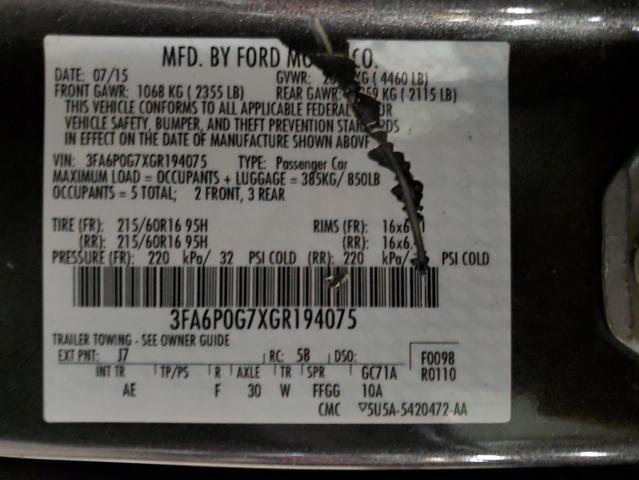 MFD. BY FORD CO.
DATE: 07/15 GVWR: KG ( 4460 LB)
FRONT GAWR: 1068 KG ( 2355 LB) REAR GAWR: KG ( 2115 LB)
THIS VEHICLE CONFORMS TO ALL APPLICABLE FEDERAL
VEHICLE SAFETY, BUMPER, AND THEFT PREVENTION
IN EFFECT ON THE DATE OF MANUFACTURE SHOWN ABOVE
VIN: 3FA6P0G7XGR194075 TYPE: Passenger Car
MAXIMUM LOAD = OCCUPANTS + LUGGAGE = 385KG/ 850LB
OCCUPANTS = 5 TOTAL; 2 FRONT, 3 REAR
TIRE (FR): 215/60R16 95H RIMS (FR):
(RR): 215/60R16 95H (RR):
PRESSURE (FR): 220 kPa/ 32 PSI COLD (RR): 220 kPa/ PSI COLD
3FA6P0G7XGR194075
TRAILER TOWING - SEE OWNER GUIDE
EXT PNT: J7 RC: 58 DSO: F0098
INT TR TP/PS R AXLE TR SPR GC71A R0110
AE F 30 W FFGG 10A
CMC ▽5U5A-5420472-AA